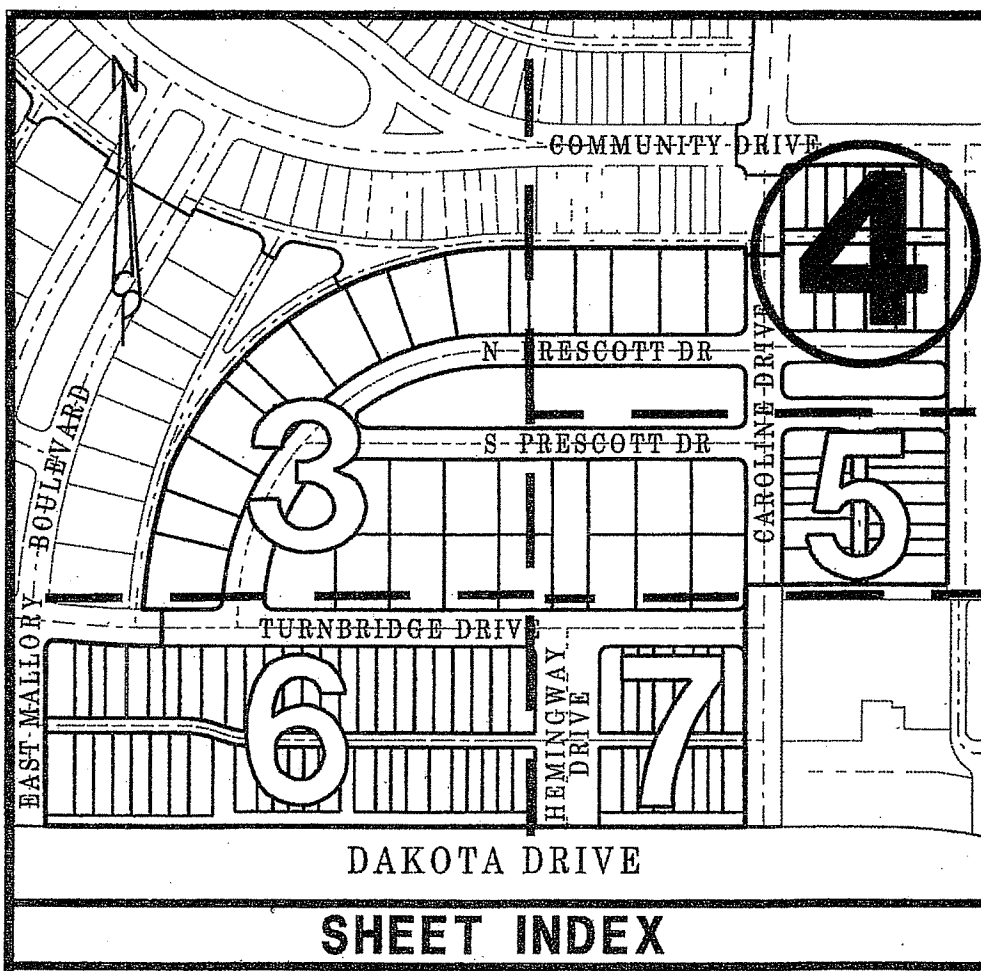 N
COMMUNITY DRIVE
4
N PRESCOTT DR
CAROLINE DRIVE
3
S PRESCOTT DR
5
EAST MALLORY BOULEVARD
TURNBRIDGE DRIVE
6
HEMINGWAY
DRIVE
7
DAKOTA DRIVE
SHEET INDEX